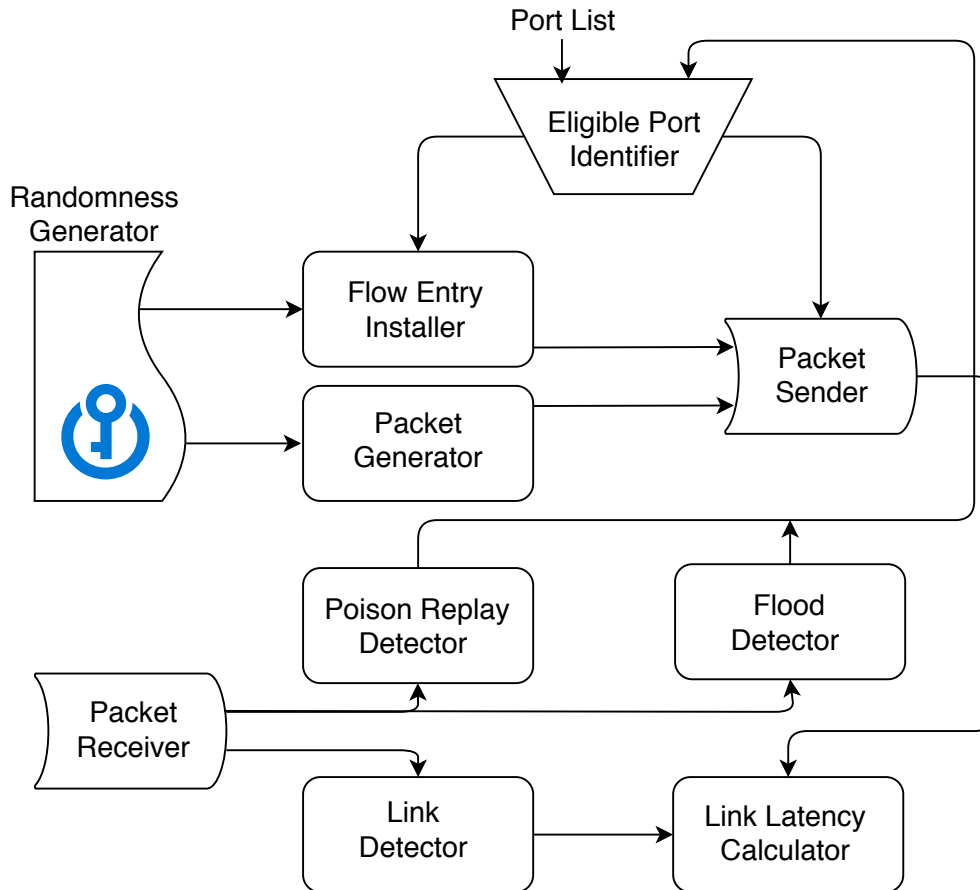 Port List
Eligible Port
Identifier
Randomness
Generator
Flow Entry
Installer
Packet
Sender
Packet
Generator
Poison Replay
Detector
Flood
Detector
Packet
Receiver
Link
Detector
Link Latency
Calculator